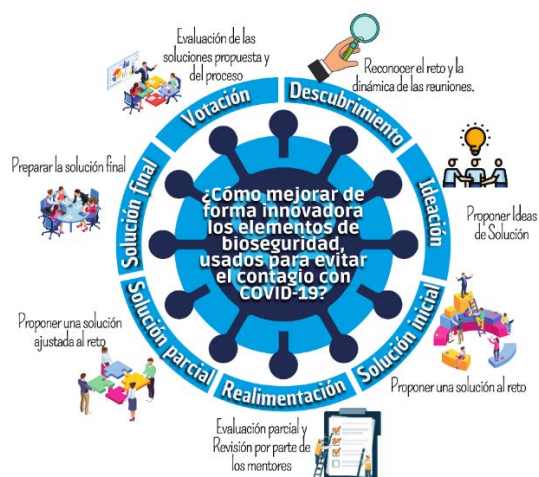 Evaluación de las
soluciones propuesta y
del proceso
Votación
Descubrimiento
Reconocer el reto y la
dinámica de las reuniones.
Ideación
Proponer Ideas
de Solución
Solución inicial
Proponer una solución al reto
Realimentación
Evaluación parcial y
Revisión por parte de
los mentores
Solución parcial
Proponer una solución
ajustada al reto
Solución final
Preparar la solución final
¿Cómo mejorar de
forma innovadora
los elementos de
bioseguridad,
usados para evitar
el contagio con
COVID-19?